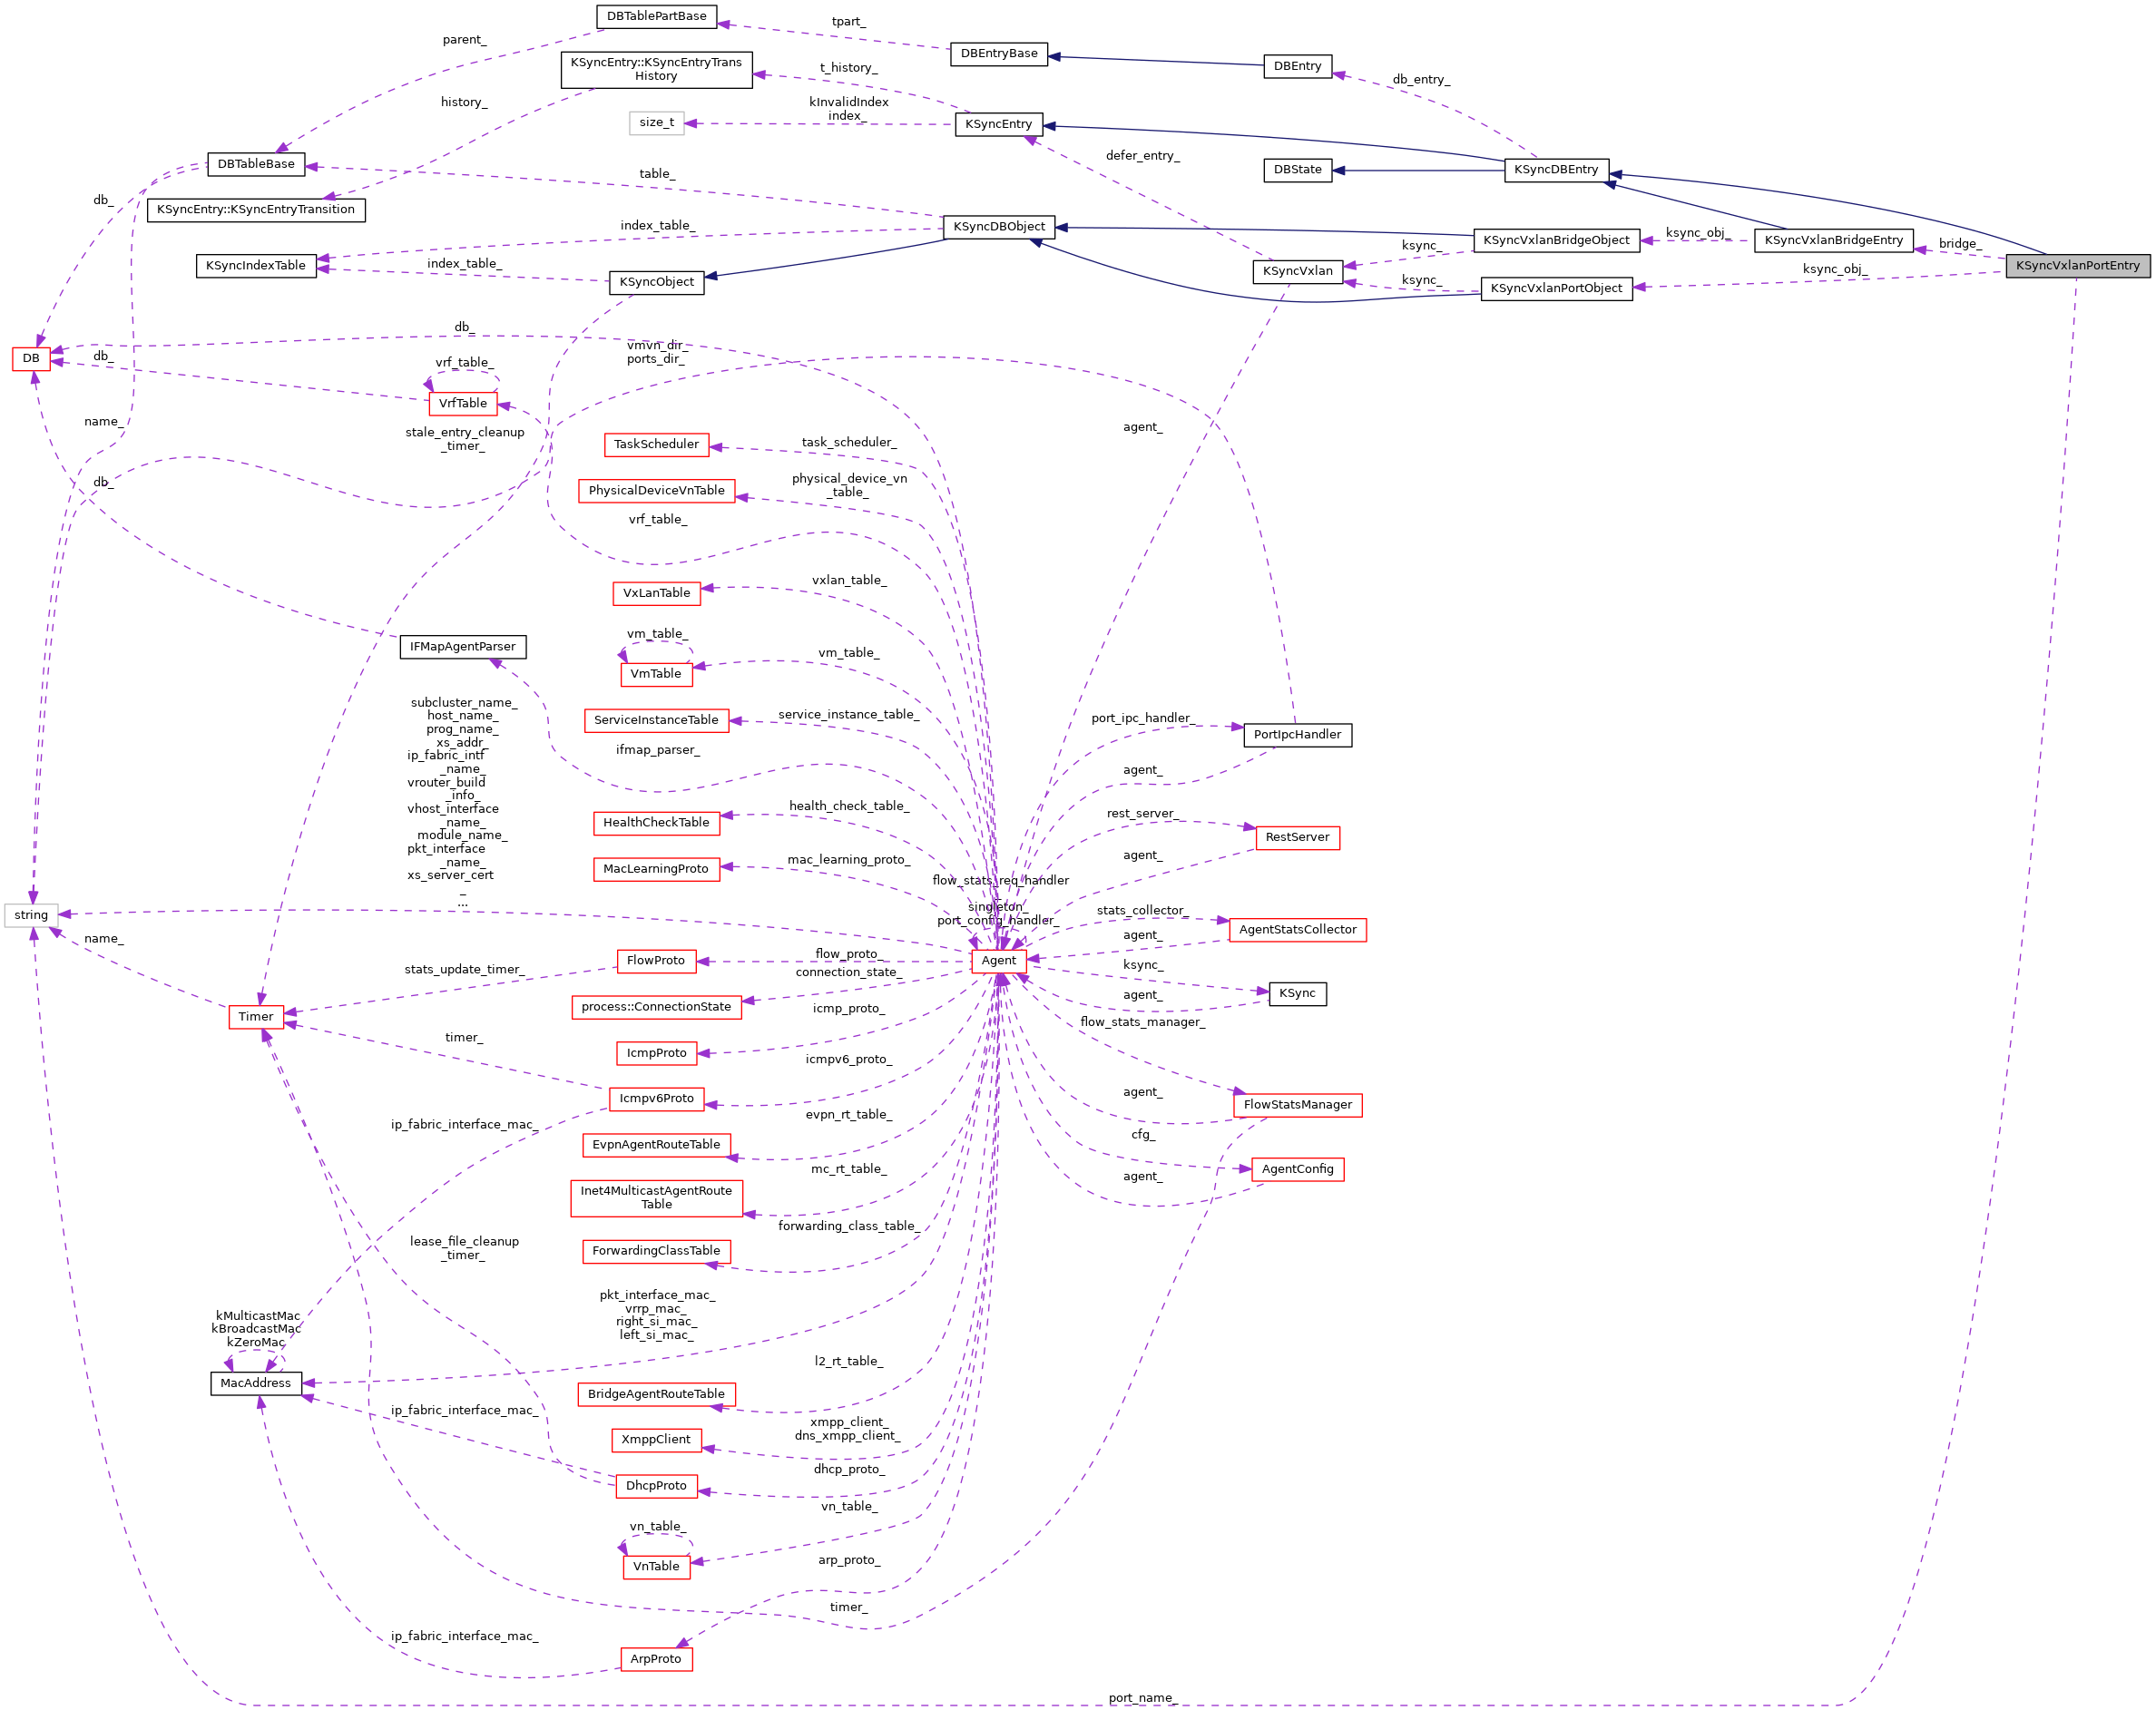 DBTablePartBase
tpart_
parent_
DBEntryBase
KSyncEntry::KSyncEntryTrans
History
t_history_
DBEntry
db_entry_
history_
kInvalidIndex
index_
size_t
KSyncEntry
defer_entry_
DBTableBase
table_
DBState
KSyncDBEntry
db_
KSyncEntry::KSyncEntryTransition
index_table_
KSyncDBObject
ksync_
KSyncVxlanBridgeObject
ksync_obj_
KSyncVxlanBridgeEntry
bridge_
KSyncIndexTable
index_table_
KSyncObject
KSyncVxlan
ksync_
KSyncVxlanPortObject
ksync_obj_
KSyncVxlanPortEntry
db_
vmvn_dir_
ports_dir_
DB
db_
vrf_table_
VrfTable
name_
stale_entry_cleanup
_timer_
agent_
TaskScheduler
task_scheduler_
db_
PhysicalDeviceVnTable
physical_device_vn
_table_
vrf_table_
VxLanTable
vxlan_table_
IFMapAgentParser
vm_table_
VmTable
vm_table_
subcluster_name_
host_name_
prog_name_
xs_addr_
ip_fabric_intf
_name_
vrouter_build
_info_
vhost_interface
_name_
module_name_
pkt_interface
_name_
xs_server_cert
_
...
ServiceInstanceTable
service_instance_table_
port_ipc_handler_
PortIpcHandler
ifmap_parser_
agent_
HealthCheckTable
health_check_table_
rest_server_
RestServer
MacLearningProto
mac_learning_proto_
agent_
flow_stats_req_handler
_
singleton_
port_config_handler_
stats_collector_
AgentStatsCollector
string
name_
agent_
FlowProto
flow_proto_
Agent
ksync_
KSync
stats_update_timer_
process::ConnectionState
connection_state_
agent_
Timer
icmp_proto_
flow_stats_manager_
timer_
IcmpProto
icmpv6_proto_
Icmpv6Proto
agent_
FlowStatsManager
ip_fabric_interface_mac_
evpn_rt_table_
EvpnAgentRouteTable
cfg_
AgentConfig
mc_rt_table_
agent_
Inet4MulticastAgentRoute
Table
forwarding_class_table_
lease_file_cleanup
_timer_
ForwardingClassTable
kMulticastMac
kBroadcastMac
kZeroMac
pkt_interface_mac_
vrrp_mac_
right_si_mac_
left_si_mac_
MacAddress
l2_rt_table_
BridgeAgentRouteTable
ip_fabric_interface_mac_
xmpp_client_
dns_xmpp_client_
XmppClient
dhcp_proto_
DhcpProto
vn_table_
vn_table_
VnTable
arp_proto_
timer_
ip_fabric_interface_mac_
ArpProto
port_name_